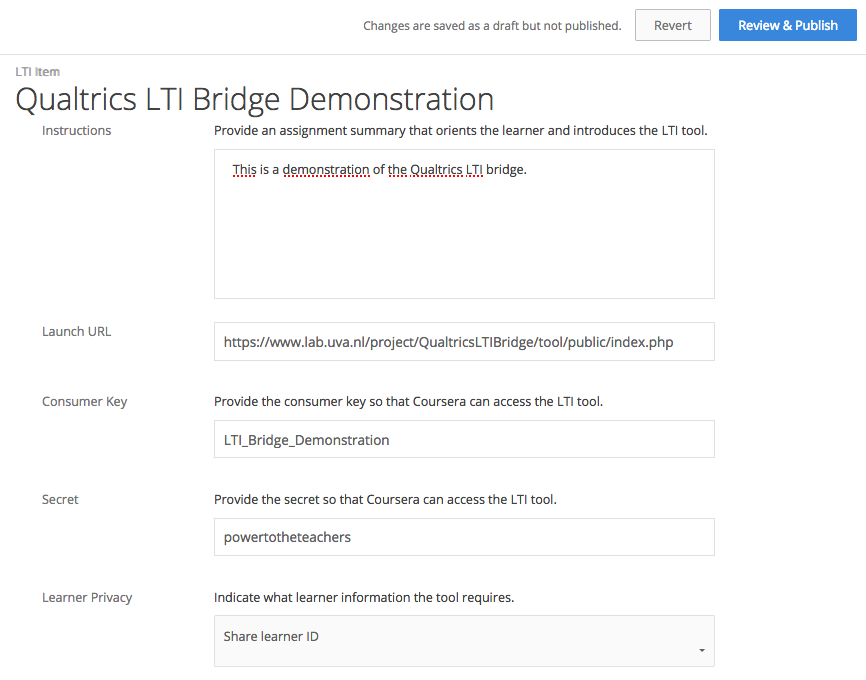 Changes are saved as a draft but not published. Revert Review & Publish
LTI Item
Qualtrics LTI Bridge Demonstration
Instructions Provide an assignment summary that orients the learner and introduces the LTI tool.
This is a demonstration of the Qualtrics LTI bridge.
Launch URL
https://www.lab.uva.nl/project/QualtricsLTIBridge/tool/public/index.php
Consumer Key Provide the consumer key so that Coursera can access the LTI tool.
LTI_Bridge_Demonstration
Secret Provide the secret so that Coursera can access the LTI tool.
powertotheteachers
Learner Privacy Indicate what learner information the tool requires.
Share learner ID